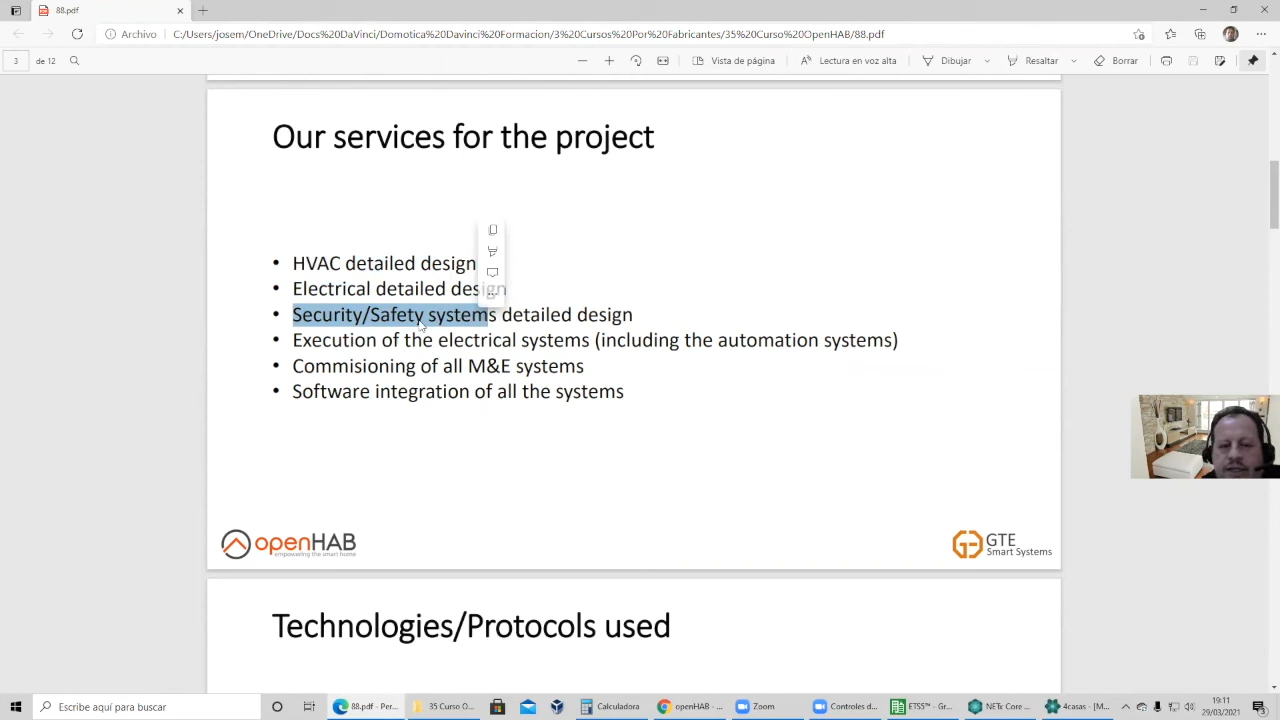 88.pdf
Archivo
C:/Users/josem/OneDrive/Docs%20DaVinci/Domotica%20Davinci%20Formacion/3%20Cursos%20Por%20Fabricantes/35%20Curso%20OpenHAB/88.pdf
3 de 12
Vista de página
Lectura en voz alta
Dibujar
Resaltar
Borrar
Our services for the project
• HVAC detailed design
• Electrical detailed design
• Security/Safety systems detailed design
• Execution of the electrical systems (including the automation systems)
• Commisioning of all M&E systems
• Software integration of all the systems
openHAB
empowering the smart home
GTE
Smart Systems
Technologies/Protocols used
Escribe aquí para buscar
88.pdf - Per...
35 Curso O...
Calculadora
openHAB - ...
Zoom
Controles d...
ETSS™ - Gr...
NETc Core ...
4casas - [M...
19:11
29/03/2021